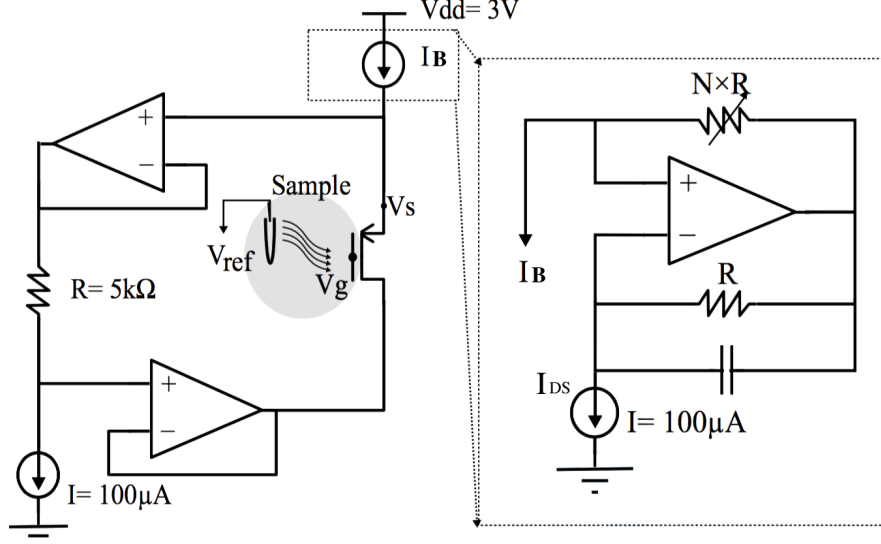 Vdd= 3V
IB
+
−
Sample
Vs
Vref
Vg
R= 5kΩ
+
−
I= 100μA
N×R
+
−
IB
R
IDS
I= 100μA